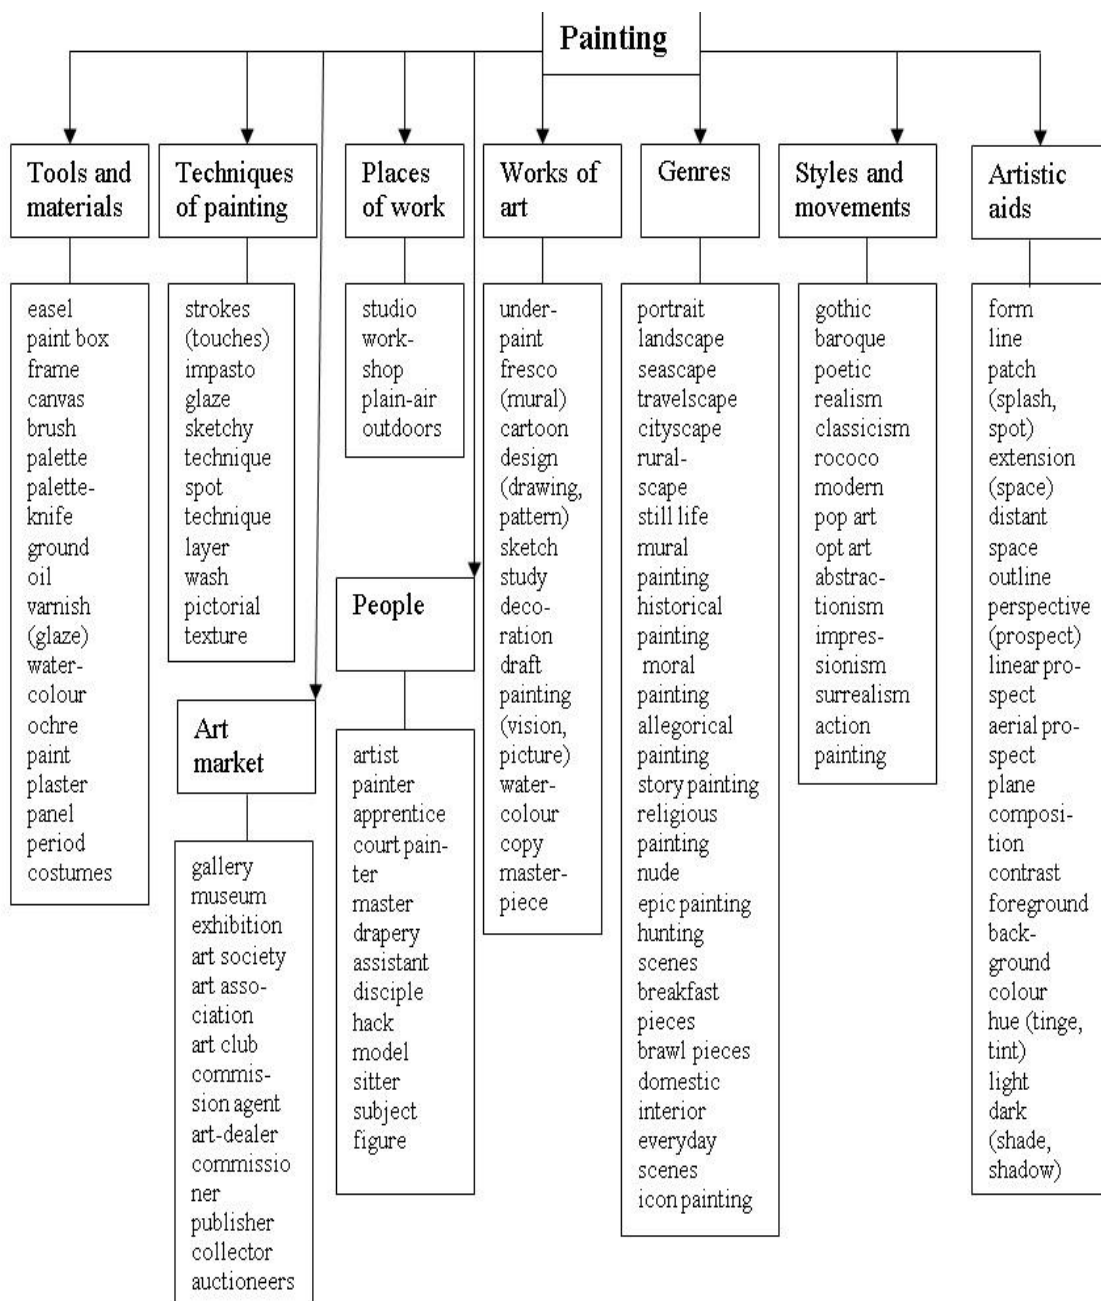 Painting
Tools and
materials
easel
paint box
frame
canvas
brush
palette
palette-
knife
ground
oil
varnish
(glaze)
water-
colour
ochre
paint
plaster
panel
period
costumes
Techniques
of painting
strokes
(touches)
impasto
glaze
sketchy
technique
spot
technique
layer
wash
pictorial
texture
Art
market
gallery
museum
exhibition
art society
art asso-
ciation
art club
commis-
sion agent
art-dealer
commissio
ner
publisher
collector
auctioneers
Places
of work
studio
work-
shop
plain-air
outdoors
People
artist
painter
apprentice
court pain-
ter
master
drapery
assistant
disciple
hack
model
sitter
subject
figure
Works of
art
under-
paint
fresco
(mural)
cartoon
design
(drawing,
pattern)
sketch
study
deco-
ration
draft
painting
(vision,
picture)
water-
colour
copy
master-
piece
Genres
portrait
landscape
seascape
travelscape
cityscape
rural-
scape
still life
mural
painting
historical
painting
moral
painting
allegorical
painting
story painting
religious
painting
nude
epic painting
hunting
scenes
breakfast
pieces
brawl pieces
domestic
interior
everyday
scenes
icon painting
Styles and
movements
gothic
baroque
poetic
realism
classicism
rococo
modern
pop art
opt art
abstrac-
tionism
impres-
sionism
surrealism
action
painting
Artistic
aids
form
line
patch
(splash,
spot)
extension
(space)
distant
space
outline
perspective
(prospect)
linear pro-
spect
aerial pro-
spect
plane
composi-
tion
contrast
foreground
back-
ground
colour
hue (tinge,
tint)
light
dark
(shade,
shadow)